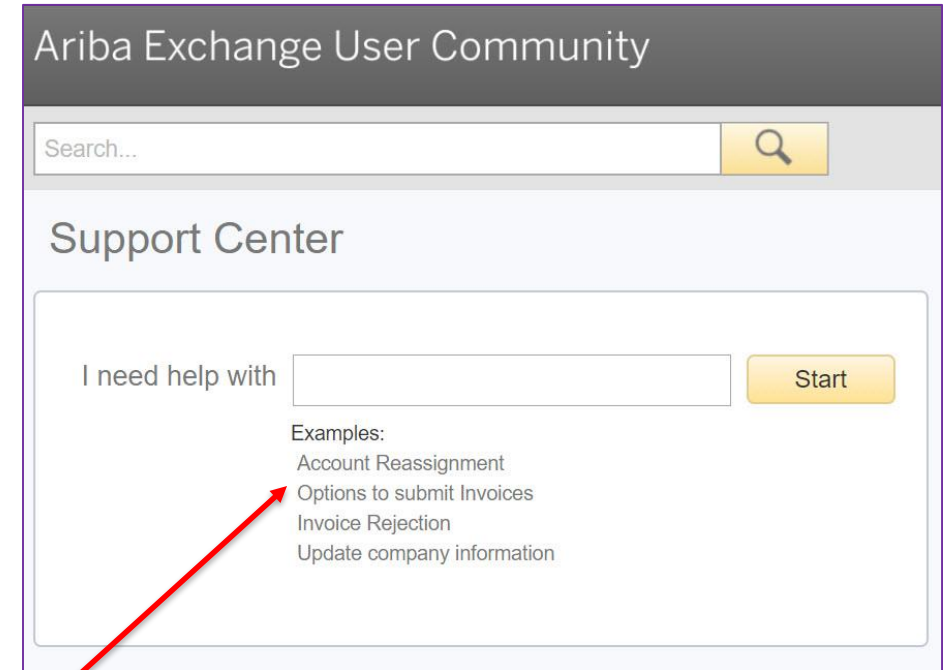 Ariba Exchange User Community
Search...
Support Center
I need help with
Start
Examples:
Account Reassignment
Options to submit Invoices
Invoice Rejection
Update company information